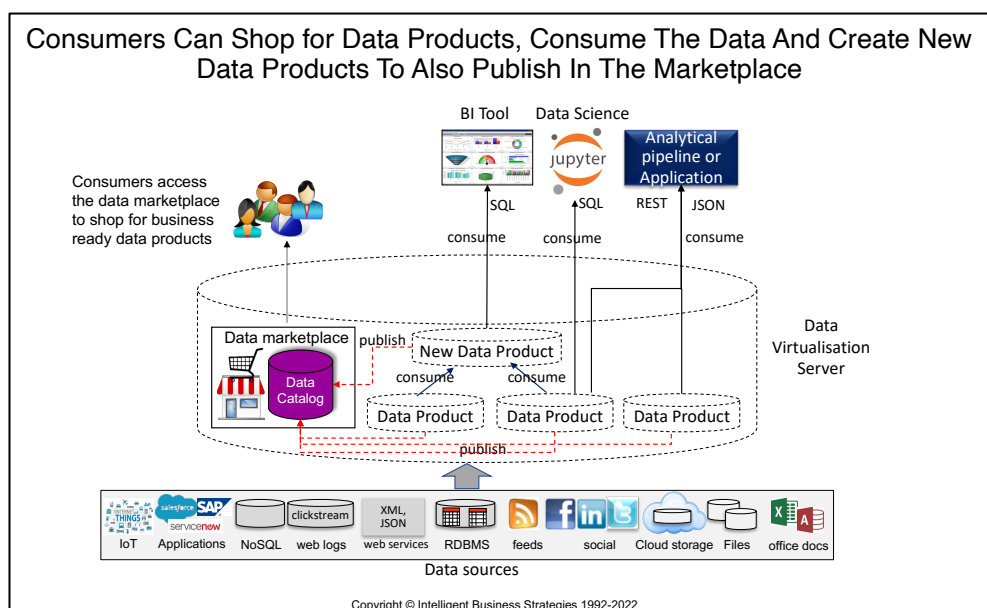 Consumers Can Shop for Data Products, Consume The Data And Create New
Data Products To Also Publish In The Marketplace
BI Tool
Data Science
jupyter
Analytical
pipeline or
Application
Consumers access
the data marketplace
to shop for business
ready data products
SQL
SQL
REST
JSON
consume
consume
consume
Data marketplace
publish
New Data Product
Data
Virtualisation
Server
Data
Catalog
consume
consume
Data Product
Data Product
Data Product
publish
INTERNET
THINGS
salesforce
SAP
servicenow
clickstream
XML,
JSON
IoT
Applications
NoSQL
web logs
web services
RDBMS
feeds
social
Cloud storage
Files
office docs
Data sources
Copyright © Intelligent Business Strategies 1992-2022